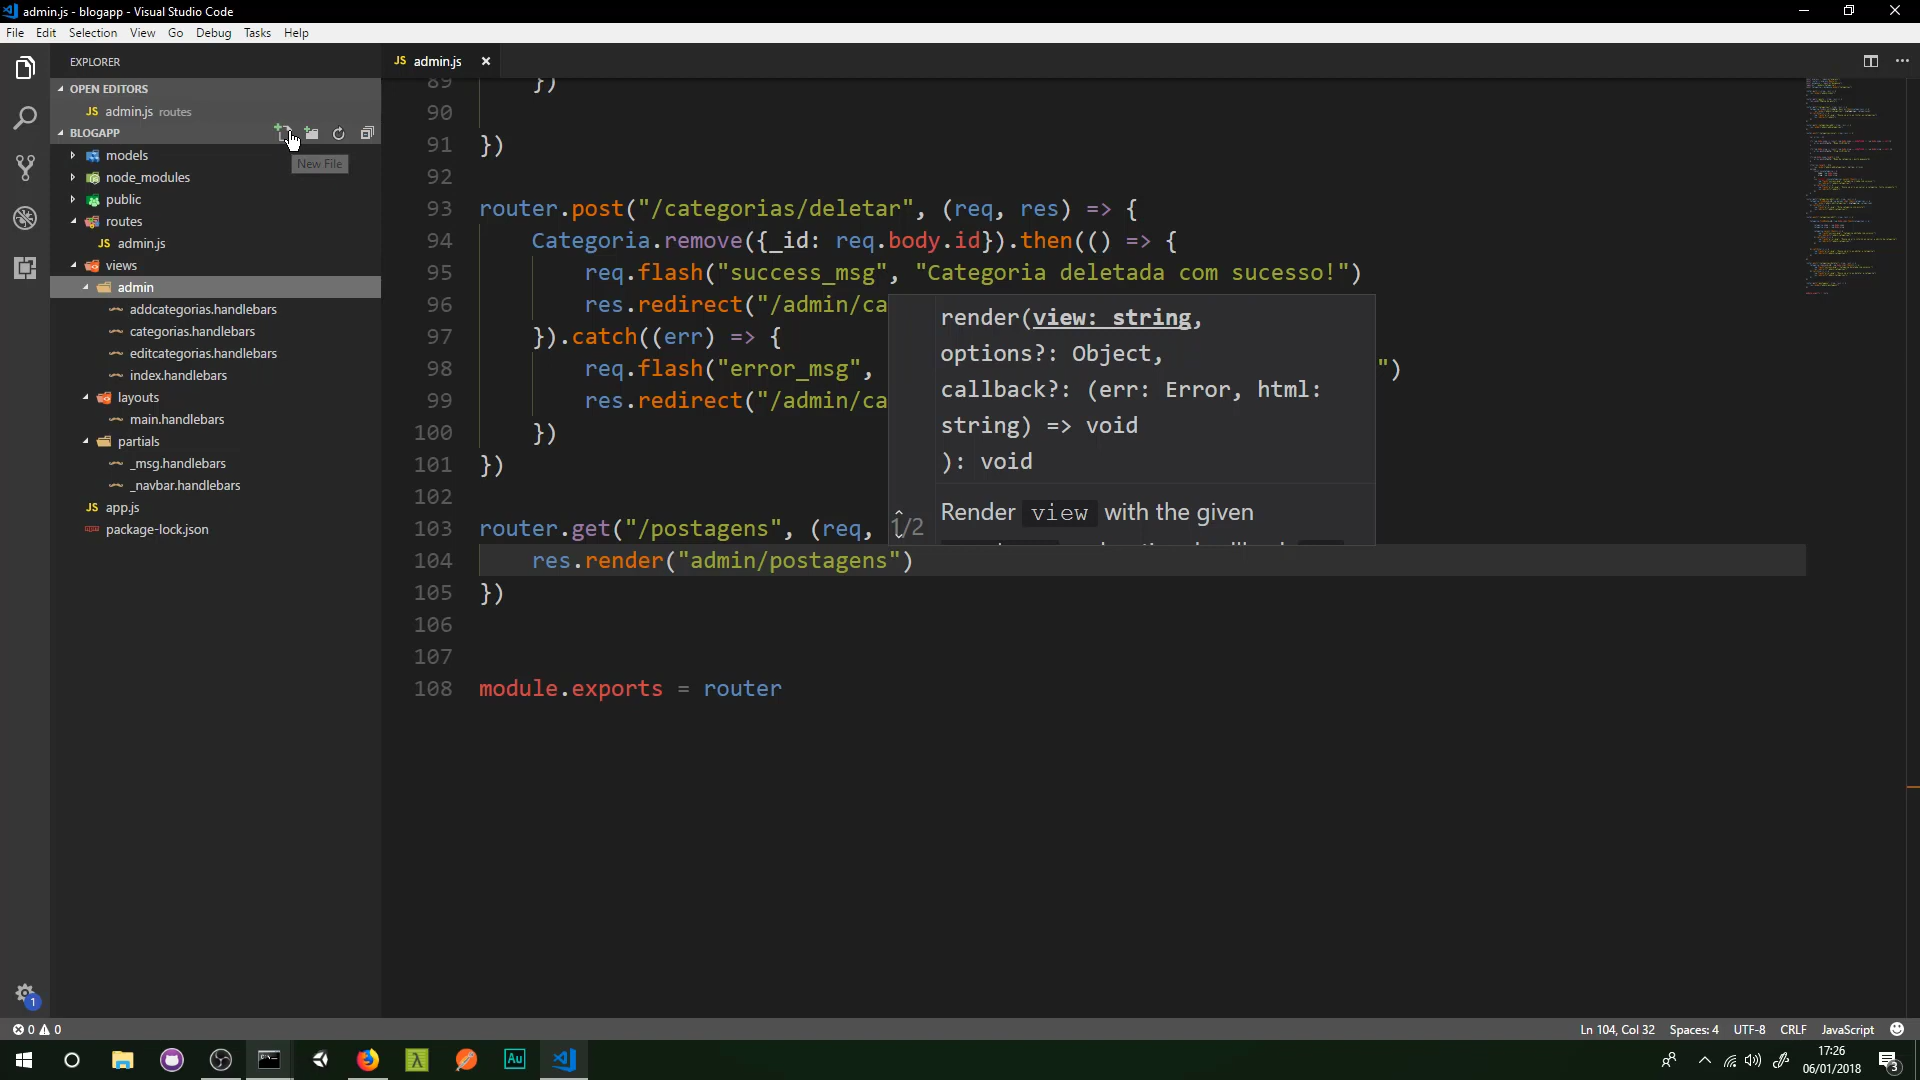 admin.js - blogapp - Visual Studio Code
File Edit Selection View Go Debug Tasks Help
EXPLORER
OPEN EDITORS
JS admin.js routes
BLOGAPP
New File
models
node_modules
public
routes
JS admin.js
views
admin
addcategorias.handlebars
categorias.handlebars
editcategorias.handlebars
index.handlebars
layouts
main.handlebars
partials
_msg.handlebars
_navbar.handlebars
JS app.js
package-lock.json
1
JS admin.js
89 })
90
91 })
92
93 router.post("/categorias/deletar", (req, res) => {
94 Categoria.remove({_id: req.body.id}).then(() => {
95 req.flash("success_msg", "Categoria deletada com sucesso!")
96 res.redirect("/admin/ca
97 }).catch((err) => {
98 req.flash("error_msg", ")
99 res.redirect("/admin/ca
100 })
101 })
102
103 router.get("/postagens", (req,
104 res.render("admin/postagens")
105 })
106
107
108 module.exports = router
render(view: string,
options?: Object,
callback?: (err: Error, html:
string) => void
): void
1/2
Render view with the given
0 0
Ln 104, Col 32 Spaces: 4 UTF-8 CRLF JavaScript
Au
17:26
06/01/2018
3